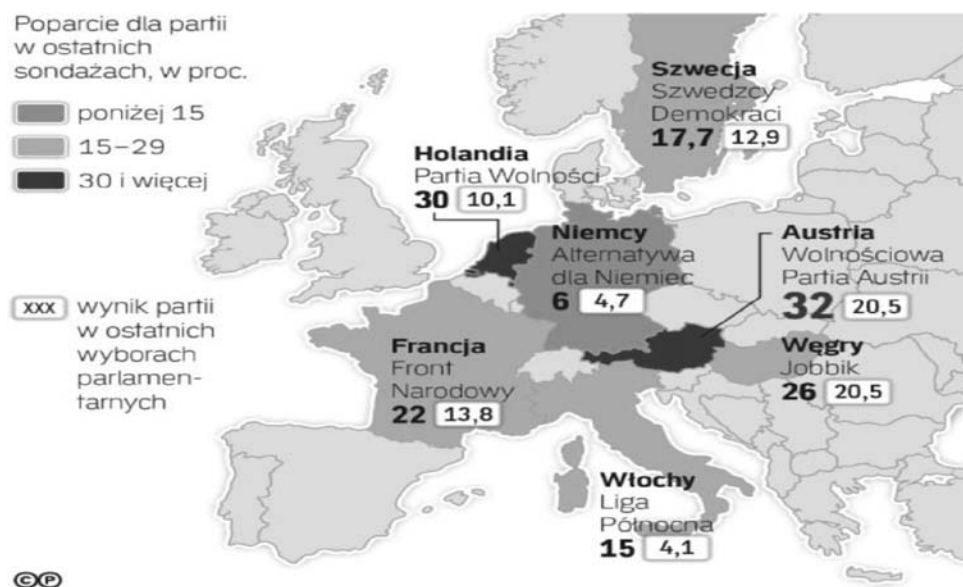 Poparcie dla partii
w ostatnich
sondażach, w proc.
poniżej 15
15–29
30 i więcej
xxx wynik partii
w ostatnich
wyborach
parlamen-
tarnych
Szwecja
Szwedzcy
Demokraci
17,7 12,9
Holandia
Partia Wolności
30 10,1
Niemcy
Alternatywa
dla Niemiec
6 4,7
Austria
Wolnościowa
Partia Austrii
32 20,5
Francja
Front
Narodowy
22 13,8
Węgry
Jobbik
26 20,5
Włochy
Liga
Północna
15 4,1
©℗